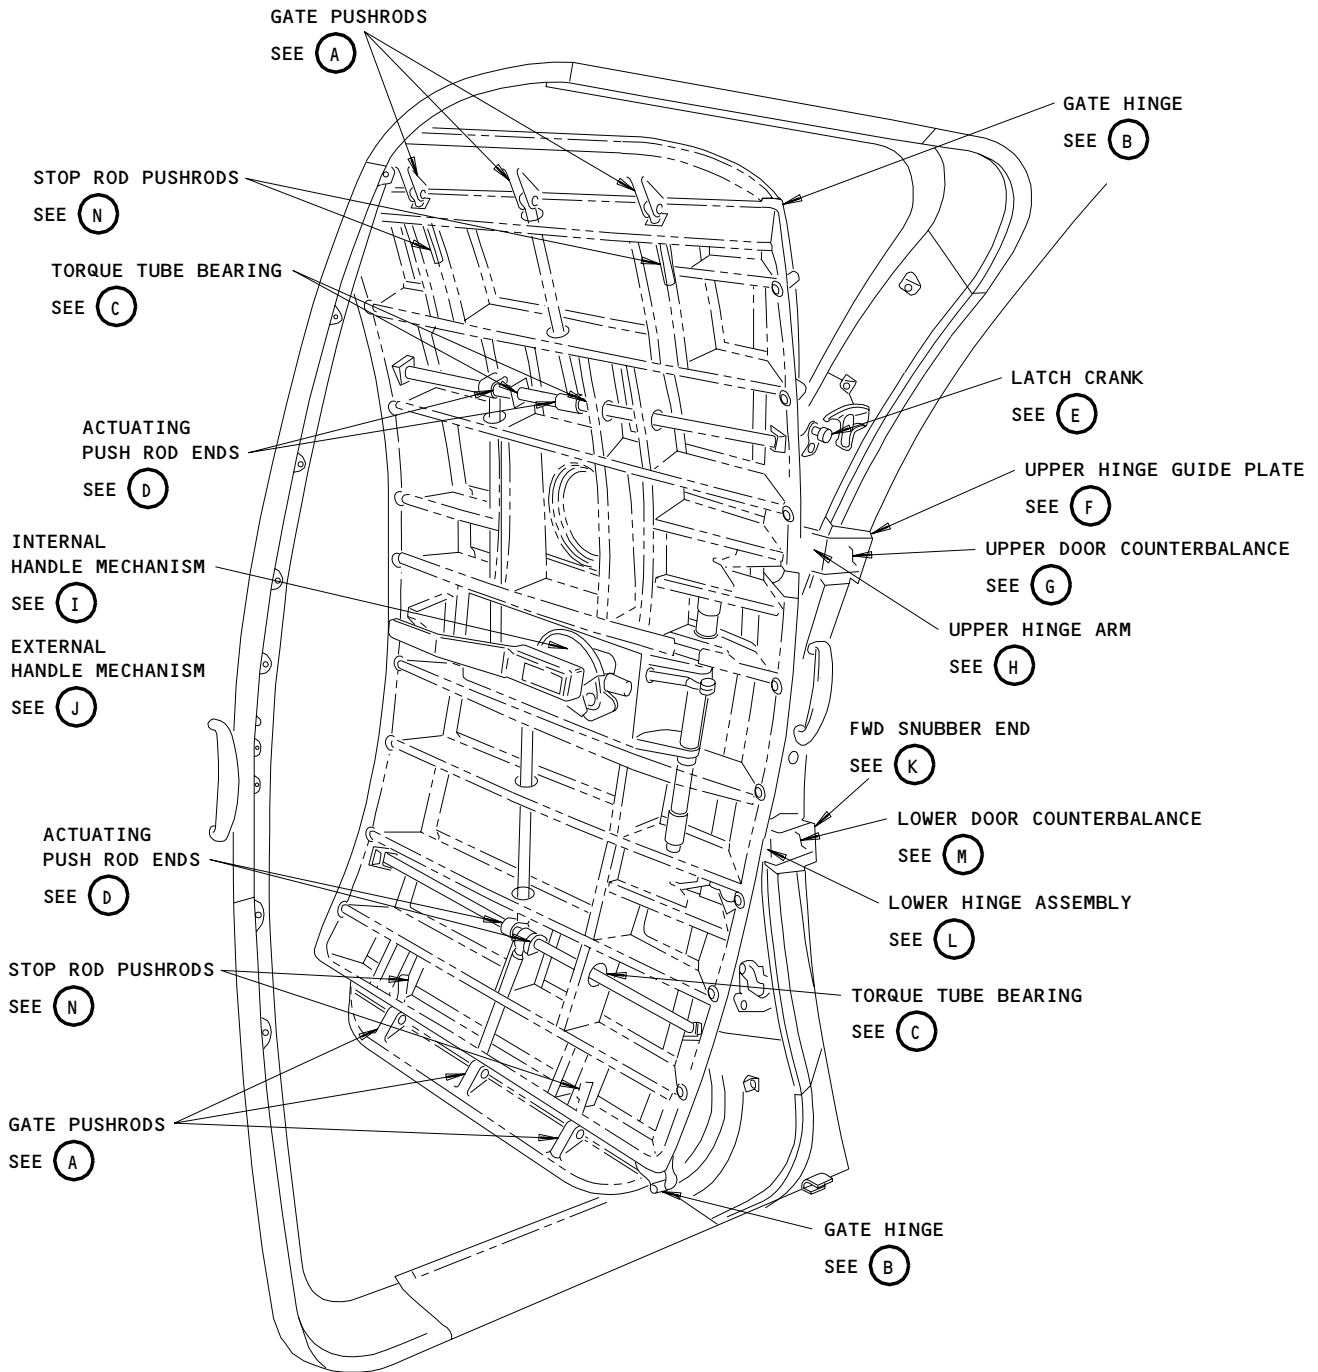 GATE PUSHRODS
SEE A
GATE HINGE
SEE B
STOP ROD PUSHRODS
SEE N
TORQUE TUBE BEARING
SEE C
LATCH CRANK
SEE E
ACTUATING
PUSH ROD ENDS
SEE D
UPPER HINGE GUIDE PLATE
SEE F
INTERNAL
HANDLE MECHANISM
SEE I
UPPER DOOR COUNTERBALANCE
SEE G
EXTERNAL
HANDLE MECHANISM
SEE J
UPPER HINGE ARM
SEE H
FWD SNUBBER END
SEE K
ACTUATING
PUSH ROD ENDS
SEE D
LOWER DOOR COUNTERBALANCE
SEE M
LOWER HINGE ASSEMBLY
SEE L
STOP ROD PUSHRODS
SEE N
TORQUE TUBE BEARING
SEE C
GATE PUSHRODS
SEE A
GATE HINGE
SEE B